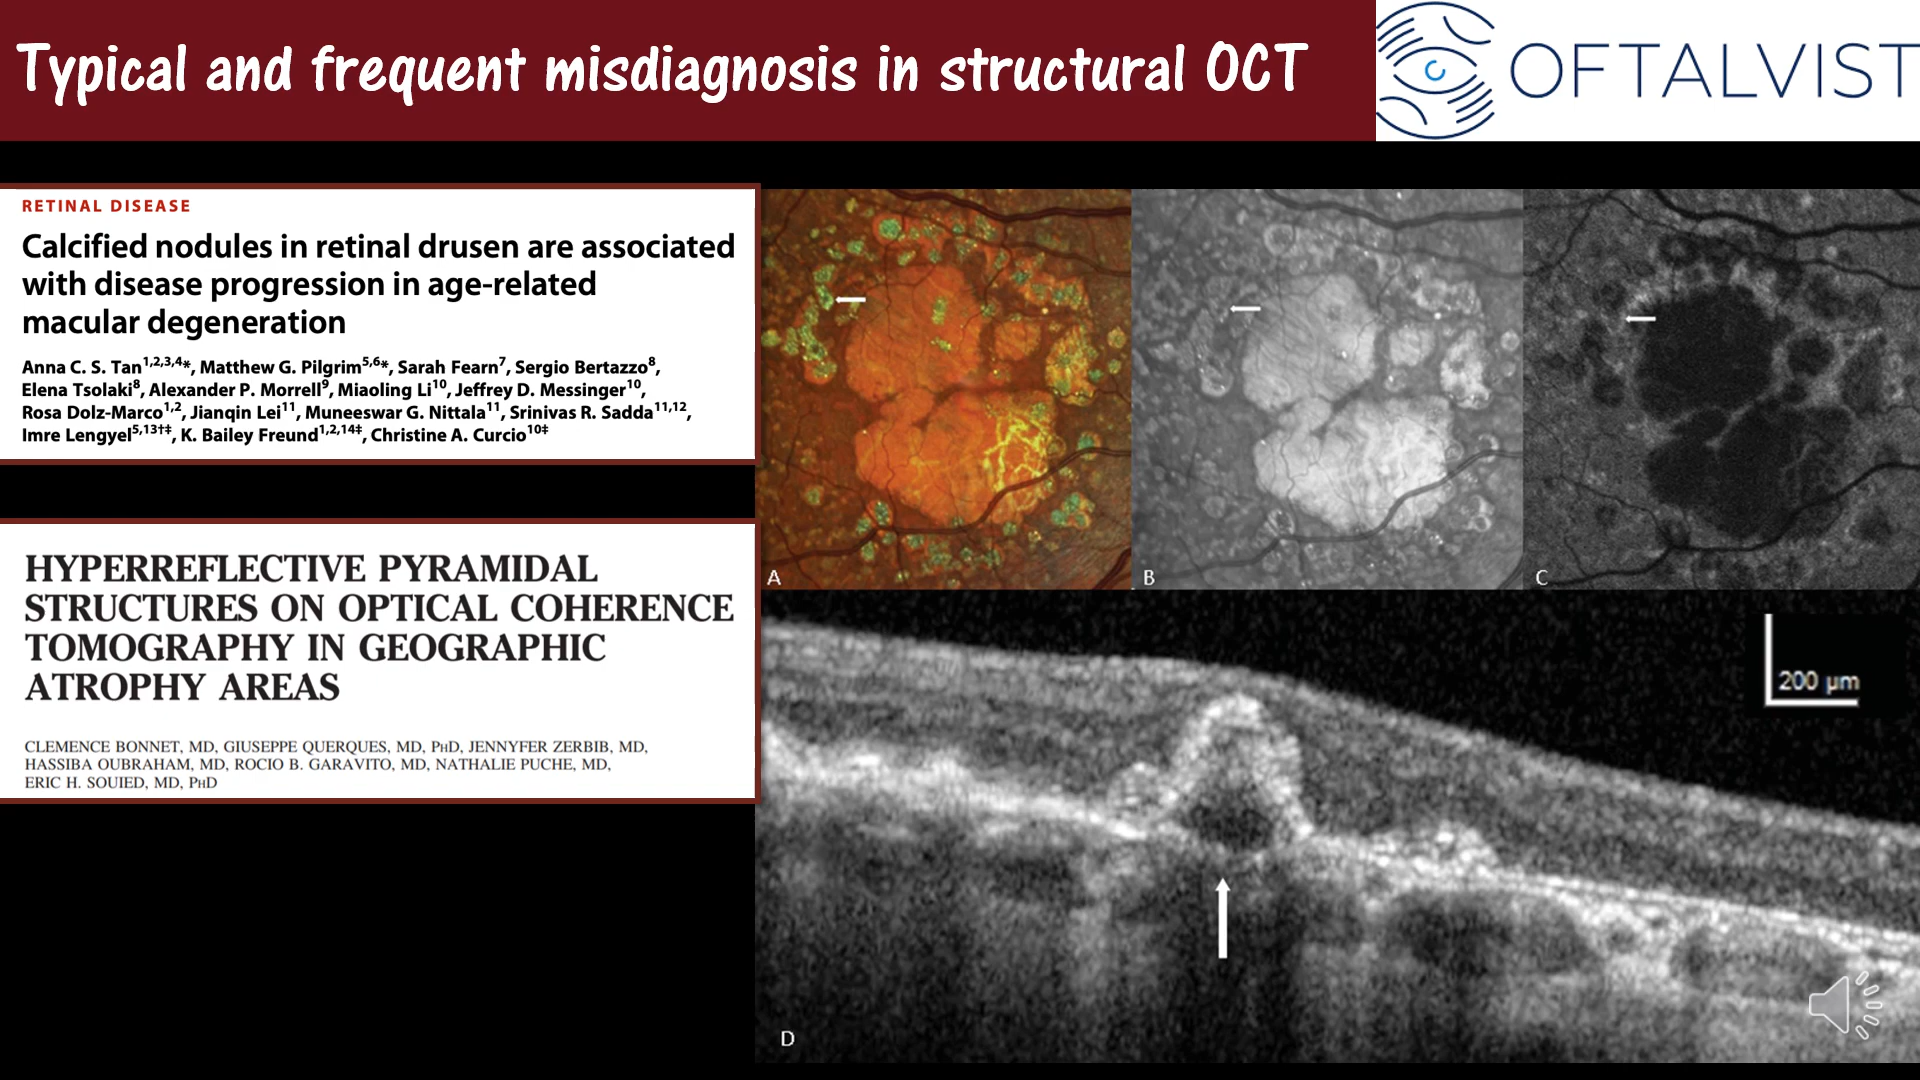 Typical and frequent misdiagnosis in structural OCT
OFTALVIST
RETINAL DISEASE
Calcified nodules in retinal drusen are associated
with disease progression in age-related
macular degeneration
Anna C. S. Tan1,2,3,4*, Matthew G. Pilgrim5,6*, Sarah Fearn7, Sergio Bertazzo8,
Elena Tsolaki8, Alexander P. Morrell9, Miaoling Li10, Jeffrey D. Messinger10,
Rosa Dolz-Marco1,2, Jianqin Lei11, Muneeswar G. Nittala11, Srinivas R. Sadda11,12,
Imre Lengyel5,13†‡, K. Bailey Freund1,2,14‡, Christine A. Curcio10‡
HYPERREFLECTIVE PYRAMIDAL
STRUCTURES ON OPTICAL COHERENCE
TOMOGRAPHY IN GEOGRAPHIC
ATROPHY AREAS
CLEMENCE BONNET, MD, GIUSEPPE QUERQUES, MD, PHD, JENNYFER ZERBIB, MD,
HASSIBA OUBRAHAM, MD, ROCIO B. GARAVITO, MD, NATHALIE PUCHE, MD,
ERIC H. SOUIED, MD, PHD
A
B
C
200 µm
D